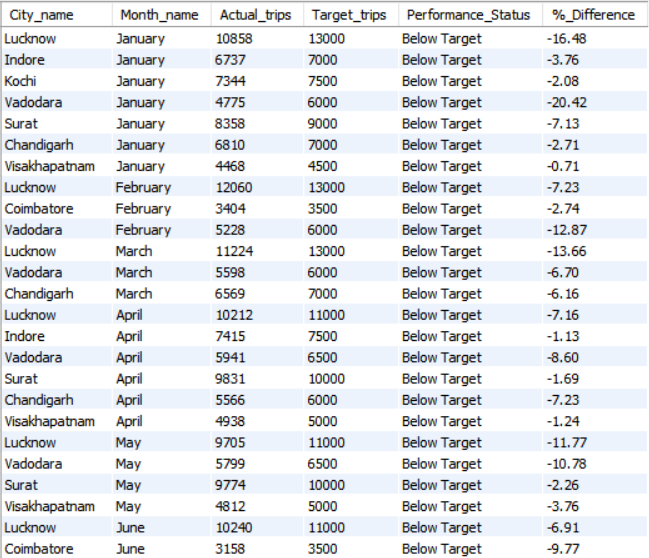 City_name Month_name Actual_trips Target_trips Performance_Status %_Difference
Lucknow January 10858 13000 Below Target -16.48
Indore January 6737 7000 Below Target -3.76
Kochi January 7344 7500 Below Target -2.08
Vadodara January 4775 6000 Below Target -20.42
Surat January 8358 9000 Below Target -7.13
Chandigarh January 6810 7000 Below Target -2.71
Visakhapatnam January 4468 4500 Below Target -0.71
Lucknow February 12060 13000 Below Target -7.23
Coimbatore February 3404 3500 Below Target -2.74
Vadodara February 5228 6000 Below Target -12.87
Lucknow March 11224 13000 Below Target -13.66
Vadodara March 5598 6000 Below Target -6.70
Chandigarh March 6569 7000 Below Target -6.16
Lucknow April 10212 11000 Below Target -7.16
Indore April 7415 7500 Below Target -1.13
Vadodara April 5941 6500 Below Target -8.60
Surat April 9831 10000 Below Target -1.69
Chandigarh April 5566 6000 Below Target -7.23
Visakhapatnam April 4938 5000 Below Target -1.24
Lucknow May 9705 11000 Below Target -11.77
Vadodara May 5799 6500 Below Target -10.78
Surat May 9774 10000 Below Target -2.26
Visakhapatnam May 4812 5000 Below Target -3.76
Lucknow June 10240 11000 Below Target -6.91
Coimbatore June 3158 3500 Below Target -9.77